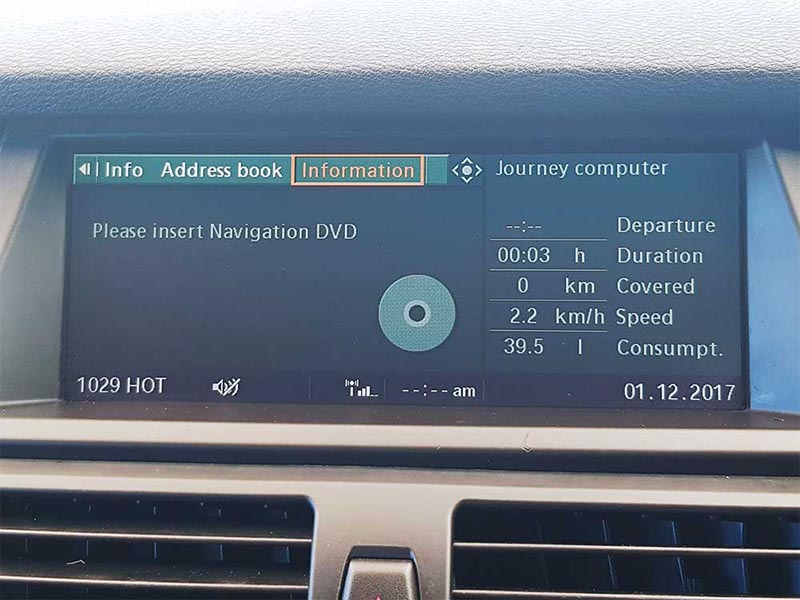 Info Address book Information
Journey computer
Please insert Navigation DVD
--:-- Departure
00:03 h Duration
0 km Covered
2.2 km/h Speed
39.5 l Consumpt.
1029 HOT --:-- am 01.12.2017